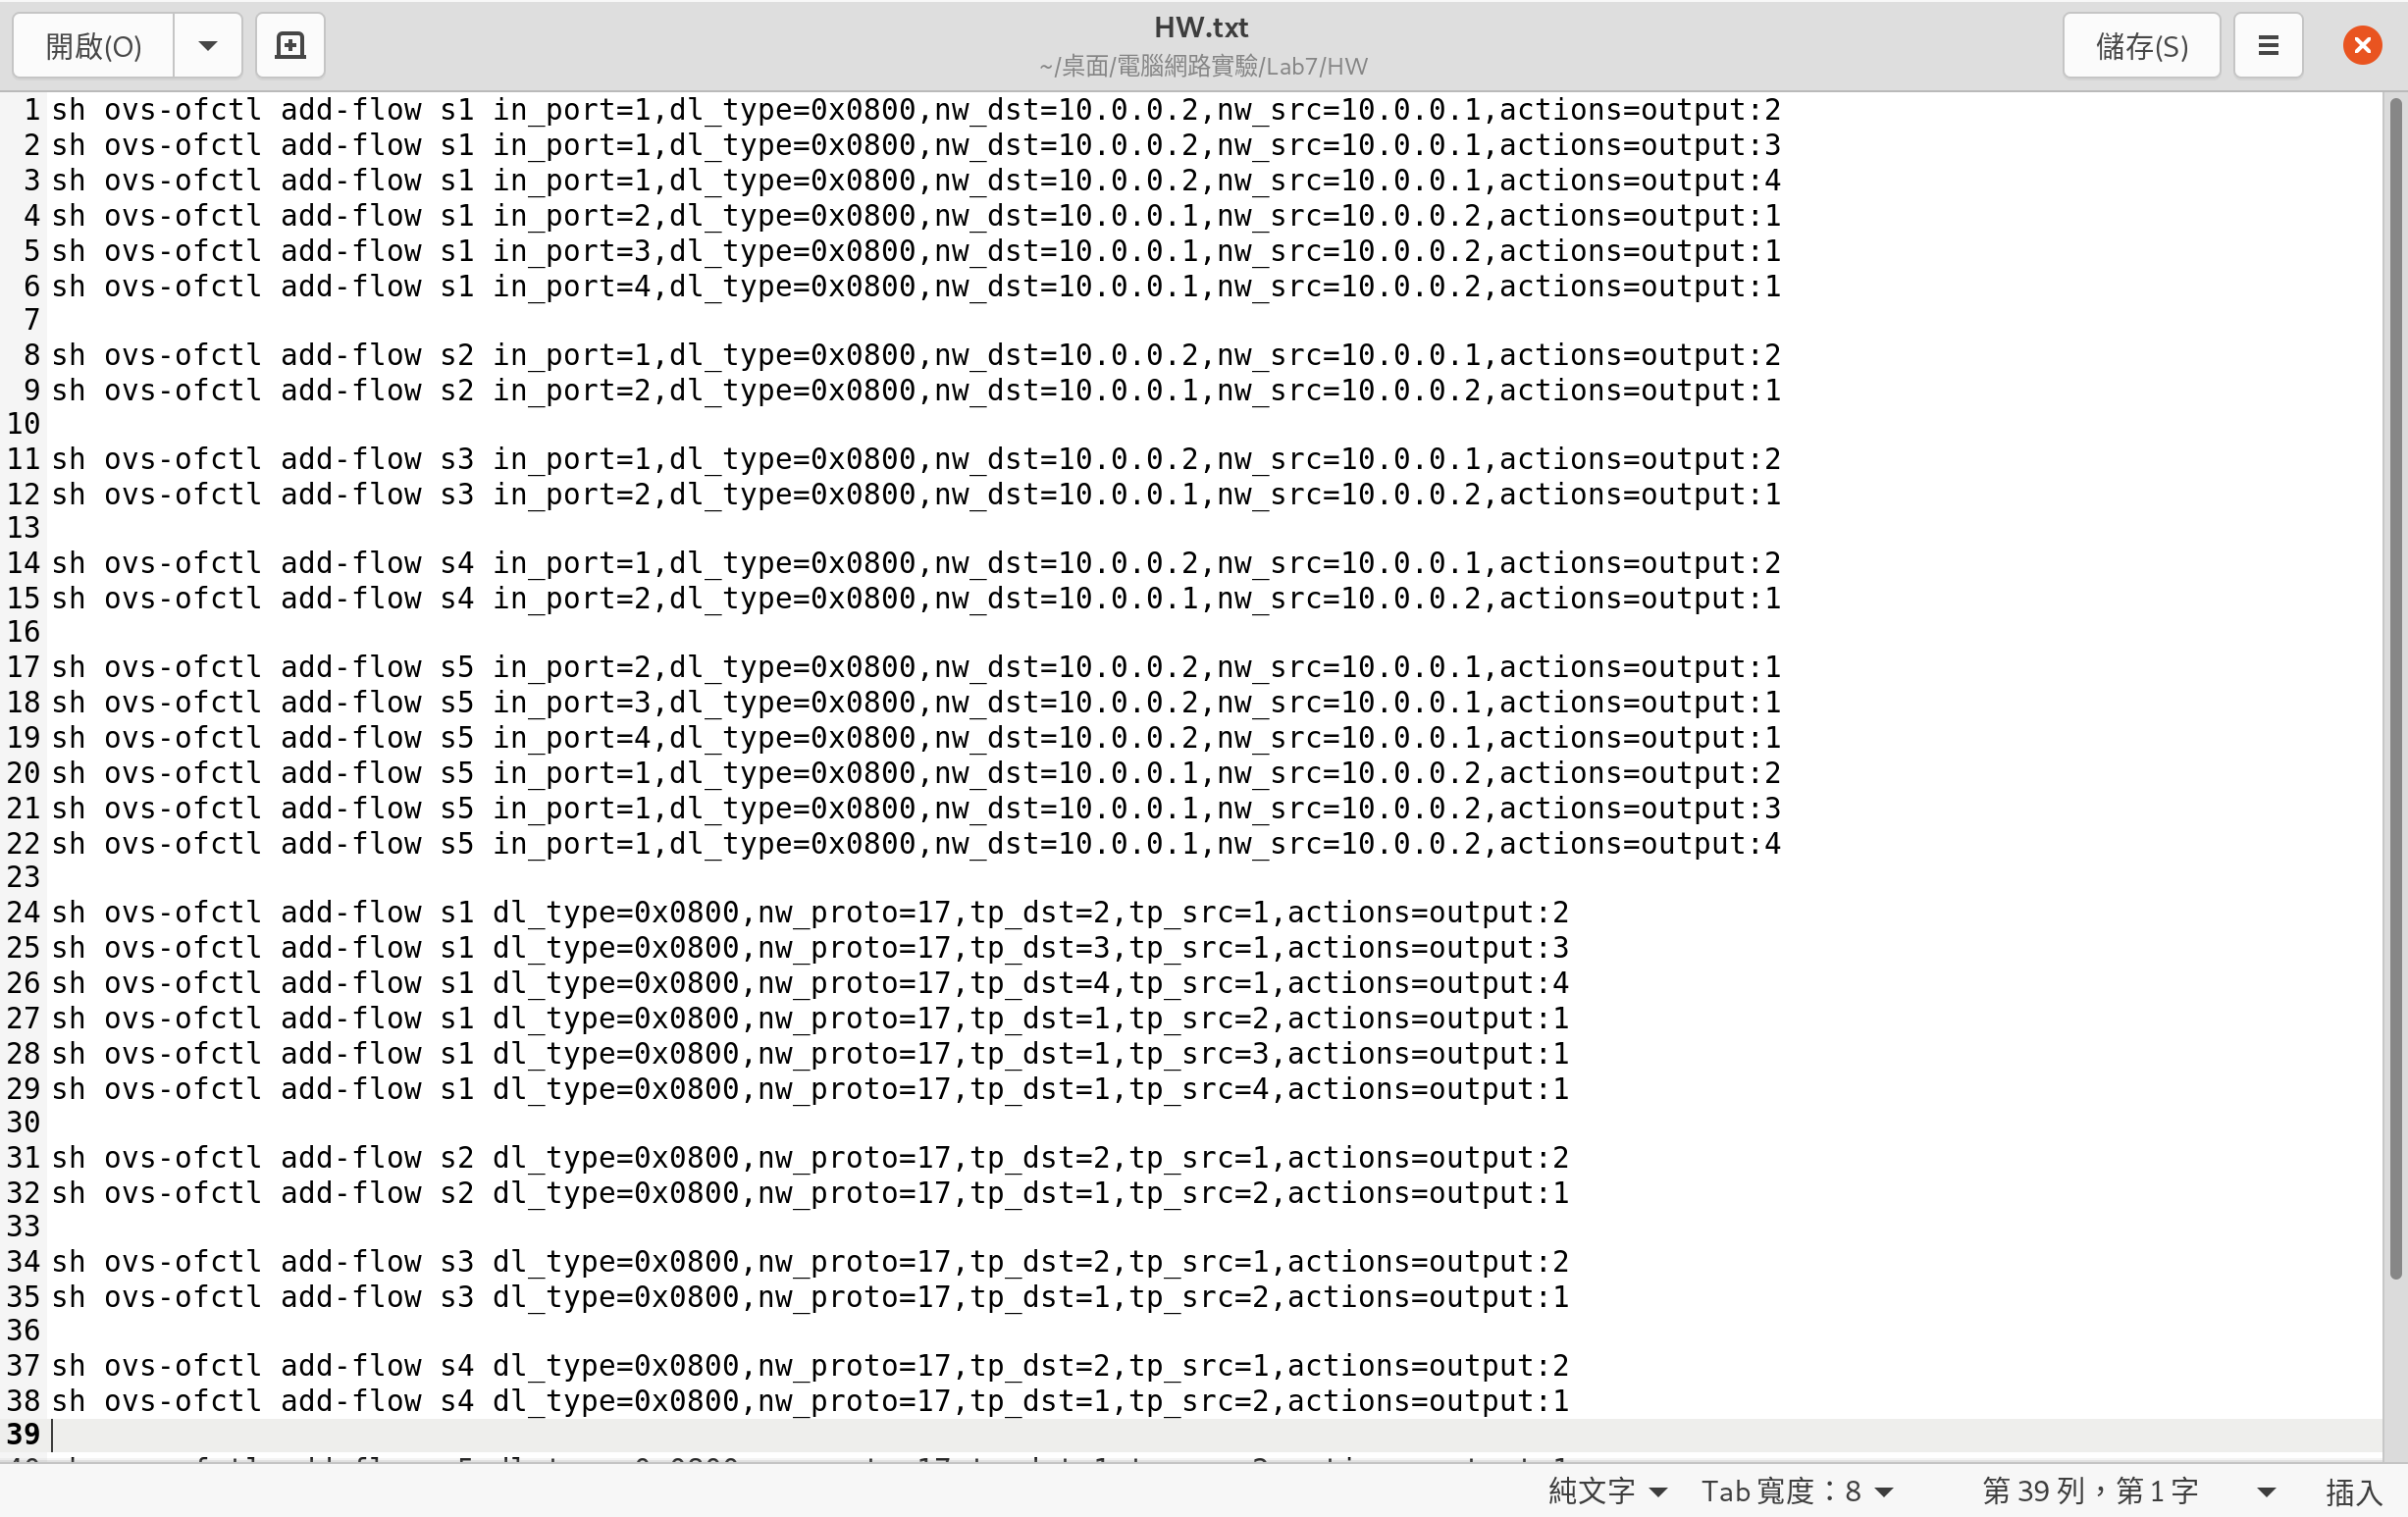 開啟(O)
HW.txt
~/桌面/電腦網路實驗/Lab7/HW
儲存(S)
1 sh ovs-ofctl add-flow s1 in_port=1,dl_type=0x0800,nw_dst=10.0.0.2,nw_src=10.0.0.1,actions=output:2
2 sh ovs-ofctl add-flow s1 in_port=1,dl_type=0x0800,nw_dst=10.0.0.2,nw_src=10.0.0.1,actions=output:3
3 sh ovs-ofctl add-flow s1 in_port=1,dl_type=0x0800,nw_dst=10.0.0.2,nw_src=10.0.0.1,actions=output:4
4 sh ovs-ofctl add-flow s1 in_port=2,dl_type=0x0800,nw_dst=10.0.0.1,nw_src=10.0.0.2,actions=output:1
5 sh ovs-ofctl add-flow s1 in_port=3,dl_type=0x0800,nw_dst=10.0.0.1,nw_src=10.0.0.2,actions=output:1
6 sh ovs-ofctl add-flow s1 in_port=4,dl_type=0x0800,nw_dst=10.0.0.1,nw_src=10.0.0.2,actions=output:1
7
8 sh ovs-ofctl add-flow s2 in_port=1,dl_type=0x0800,nw_dst=10.0.0.2,nw_src=10.0.0.1,actions=output:2
9 sh ovs-ofctl add-flow s2 in_port=2,dl_type=0x0800,nw_dst=10.0.0.1,nw_src=10.0.0.2,actions=output:1
10
11 sh ovs-ofctl add-flow s3 in_port=1,dl_type=0x0800,nw_dst=10.0.0.2,nw_src=10.0.0.1,actions=output:2
12 sh ovs-ofctl add-flow s3 in_port=2,dl_type=0x0800,nw_dst=10.0.0.1,nw_src=10.0.0.2,actions=output:1
13
14 sh ovs-ofctl add-flow s4 in_port=1,dl_type=0x0800,nw_dst=10.0.0.2,nw_src=10.0.0.1,actions=output:2
15 sh ovs-ofctl add-flow s4 in_port=2,dl_type=0x0800,nw_dst=10.0.0.1,nw_src=10.0.0.2,actions=output:1
16
17 sh ovs-ofctl add-flow s5 in_port=2,dl_type=0x0800,nw_dst=10.0.0.2,nw_src=10.0.0.1,actions=output:1
18 sh ovs-ofctl add-flow s5 in_port=3,dl_type=0x0800,nw_dst=10.0.0.2,nw_src=10.0.0.1,actions=output:1
19 sh ovs-ofctl add-flow s5 in_port=4,dl_type=0x0800,nw_dst=10.0.0.2,nw_src=10.0.0.1,actions=output:1
20 sh ovs-ofctl add-flow s5 in_port=1,dl_type=0x0800,nw_dst=10.0.0.1,nw_src=10.0.0.2,actions=output:2
21 sh ovs-ofctl add-flow s5 in_port=1,dl_type=0x0800,nw_dst=10.0.0.1,nw_src=10.0.0.2,actions=output:3
22 sh ovs-ofctl add-flow s5 in_port=1,dl_type=0x0800,nw_dst=10.0.0.1,nw_src=10.0.0.2,actions=output:4
23
24 sh ovs-ofctl add-flow s1 dl_type=0x0800,nw_proto=17,tp_dst=2,tp_src=1,actions=output:2
25 sh ovs-ofctl add-flow s1 dl_type=0x0800,nw_proto=17,tp_dst=3,tp_src=1,actions=output:3
26 sh ovs-ofctl add-flow s1 dl_type=0x0800,nw_proto=17,tp_dst=4,tp_src=1,actions=output:4
27 sh ovs-ofctl add-flow s1 dl_type=0x0800,nw_proto=17,tp_dst=1,tp_src=2,actions=output:1
28 sh ovs-ofctl add-flow s1 dl_type=0x0800,nw_proto=17,tp_dst=1,tp_src=3,actions=output:1
29 sh ovs-ofctl add-flow s1 dl_type=0x0800,nw_proto=17,tp_dst=1,tp_src=4,actions=output:1
30
31 sh ovs-ofctl add-flow s2 dl_type=0x0800,nw_proto=17,tp_dst=2,tp_src=1,actions=output:2
32 sh ovs-ofctl add-flow s2 dl_type=0x0800,nw_proto=17,tp_dst=1,tp_src=2,actions=output:1
33
34 sh ovs-ofctl add-flow s3 dl_type=0x0800,nw_proto=17,tp_dst=2,tp_src=1,actions=output:2
35 sh ovs-ofctl add-flow s3 dl_type=0x0800,nw_proto=17,tp_dst=1,tp_src=2,actions=output:1
36
37 sh ovs-ofctl add-flow s4 dl_type=0x0800,nw_proto=17,tp_dst=2,tp_src=1,actions=output:2
38 sh ovs-ofctl add-flow s4 dl_type=0x0800,nw_proto=17,tp_dst=1,tp_src=2,actions=output:1
39
純文字 Tab 寬度：8 第 39 列，第 1 字 插入